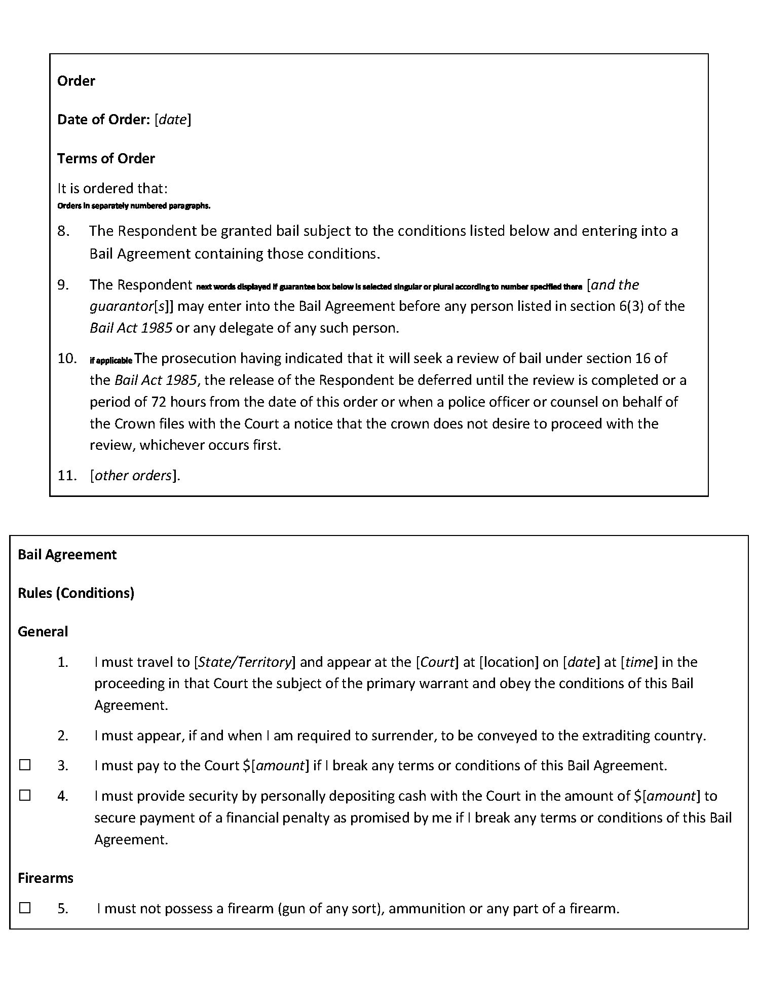 Order
Date of Order: [date]
Terms of Order
It is ordered that:
Orders in separately numbered paragraphs.
8. The Respondent be granted bail subject to the conditions listed below and entering into a
Bail Agreement containing those conditions.
9. The Respondent next words displayed if guarantee box below is selected singular or plural according to number specified there [and the
guarantor[s]] may enter into the Bail Agreement before any person listed in section 6(3) of the
Bail Act 1985 or any delegate of any such person.
10. if applicable The prosecution having indicated that it will seek a review of bail under section 16 of
the Bail Act 1985, the release of the Respondent be deferred until the review is completed or a
period of 72 hours from the date of this order or when a police officer or counsel on behalf of
the Crown files with the Court a notice that the crown does not desire to proceed with the
review, whichever occurs first.
11. [other orders].
Bail Agreement
Rules (Conditions)
General
1. I must travel to [State/Territory] and appear at the [Court] at [location] on [date] at [time] in the
proceeding in that Court the subject of the primary warrant and obey the conditions of this Bail
Agreement.
2. I must appear, if and when I am required to surrender, to be conveyed to the extraditing country.
☐ 3. I must pay to the Court $[amount] if I break any terms or conditions of this Bail Agreement.
☐ 4. I must provide security by personally depositing cash with the Court in the amount of $[amount] to
secure payment of a financial penalty as promised by me if I break any terms or conditions of this Bail
Agreement.
Firearms
☐ 5. I must not possess a firearm (gun of any sort), ammunition or any part of a firearm.